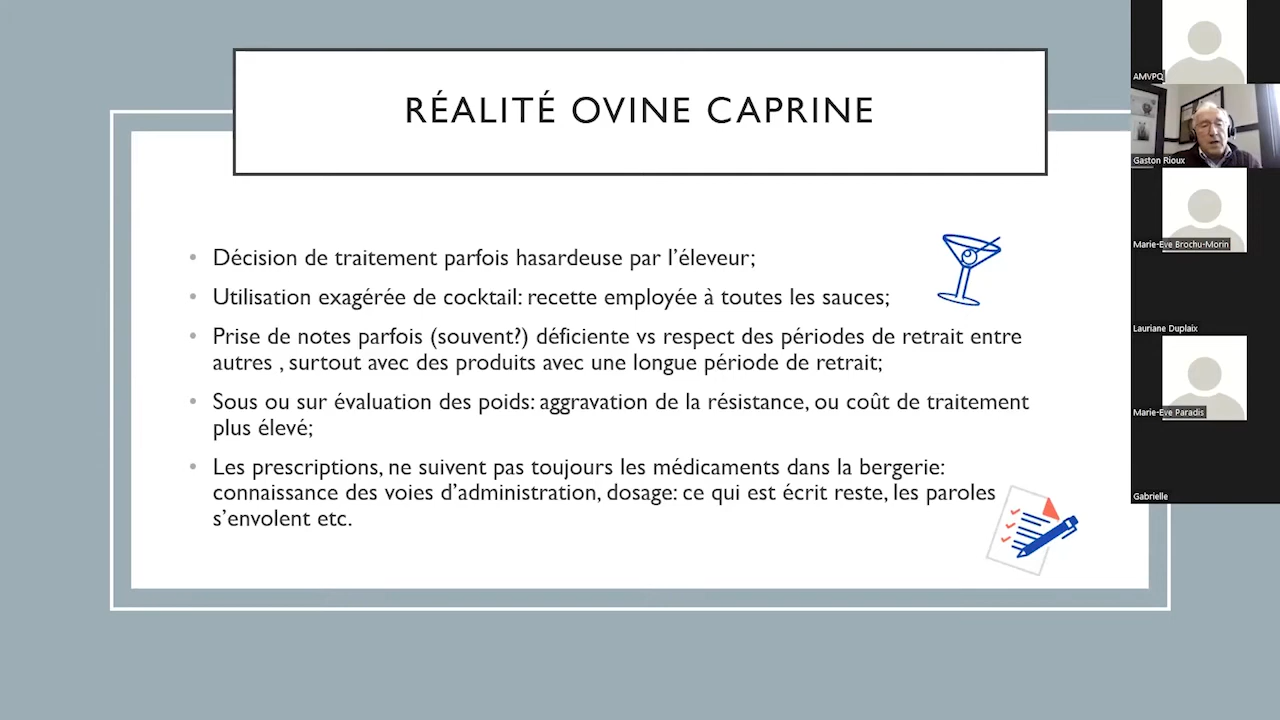 RÉALITÉ OVINE CAPRINE
• Décision de traitement parfois hasardeuse par l'éleveur;
• Utilisation exagérée de cocktail: recette employée à toutes les sauces;
• Prise de notes parfois (souvent?) déficiente vs respect des périodes de retrait entre
autres , surtout avec des produits avec une longue période de retrait;
• Sous ou sur évaluation des poids: aggravation de la résistance, ou coût de traitement
plus élevé;
• Les prescriptions, ne suivent pas toujours les médicaments dans la bergerie:
connaissance des voies d'administration, dosage: ce qui est écrit reste, les paroles
s'envolent etc.
AMVPQ
Gaston Rioux
Marie-Eve Brochu-Morin
Lauriane Duplaix
Marie-Eve Paradis
Gabrielle